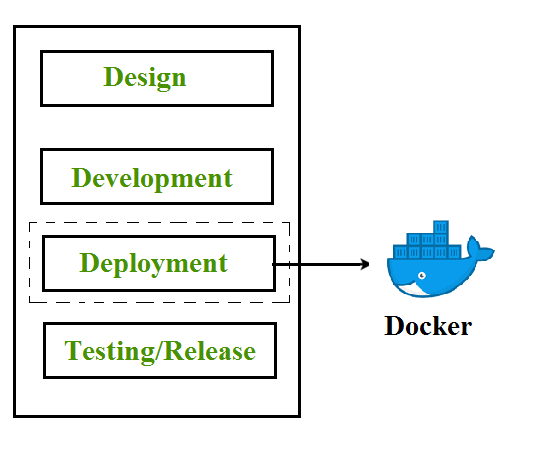 Design
Development
Deployment
Docker
Testing/Release